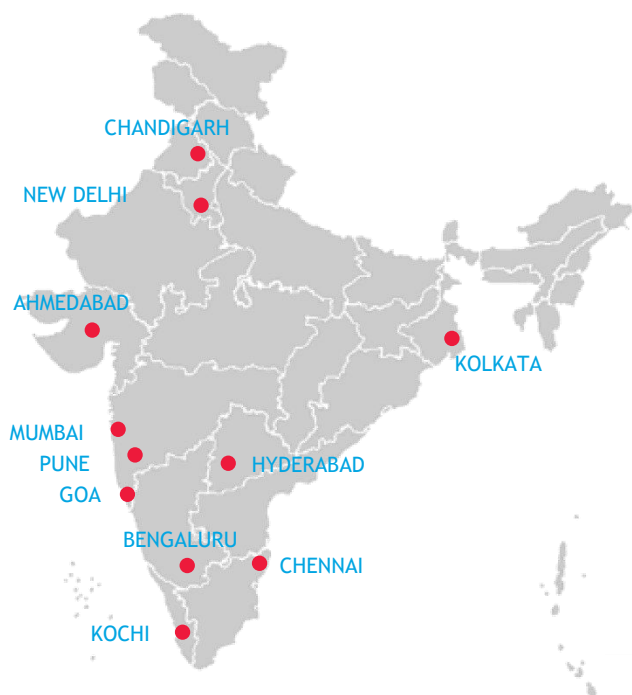 CHANDIGARH
NEW DELHI
AHMEDABAD
KOLKATA
MUMBAI
PUNE
HYDERABAD
GOA
BENGALURU
CHENNAI
KOCHI